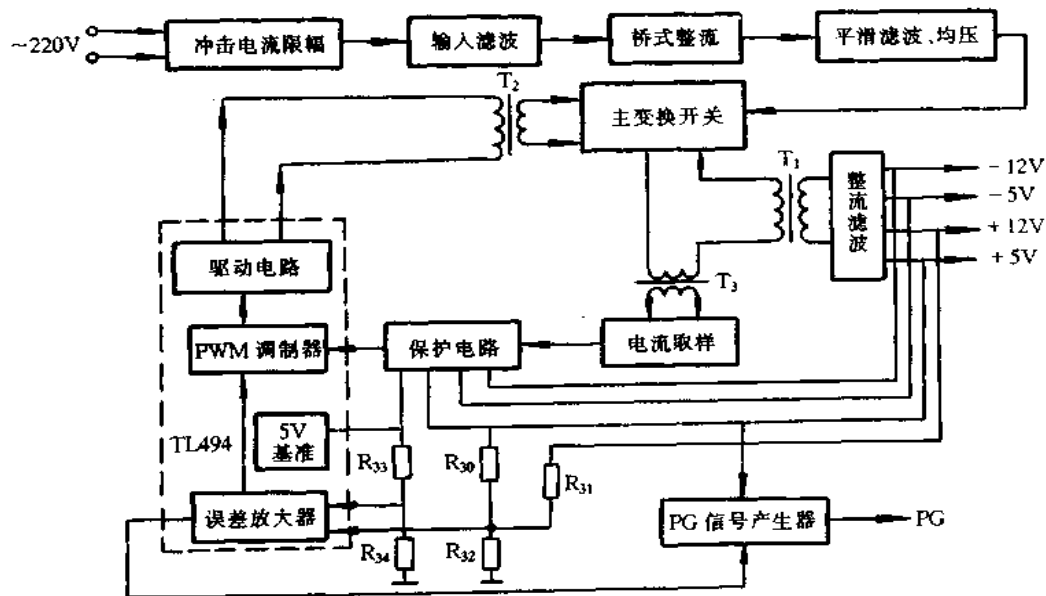 ~220V
冲击电流限幅
输入滤波
桥式整流
平滑滤波、均压
T₂
主变换开关
T₁
整流滤波
－12V
－5V
＋12V
＋5V
驱动电路
T₃
PWM 调制器
保护电路
电流取样
TL494
5V
基准
R₃₃
R₃₀
R₃₁
误差放大器
R₃₄
R₃₂
PG 信号产生器
PG